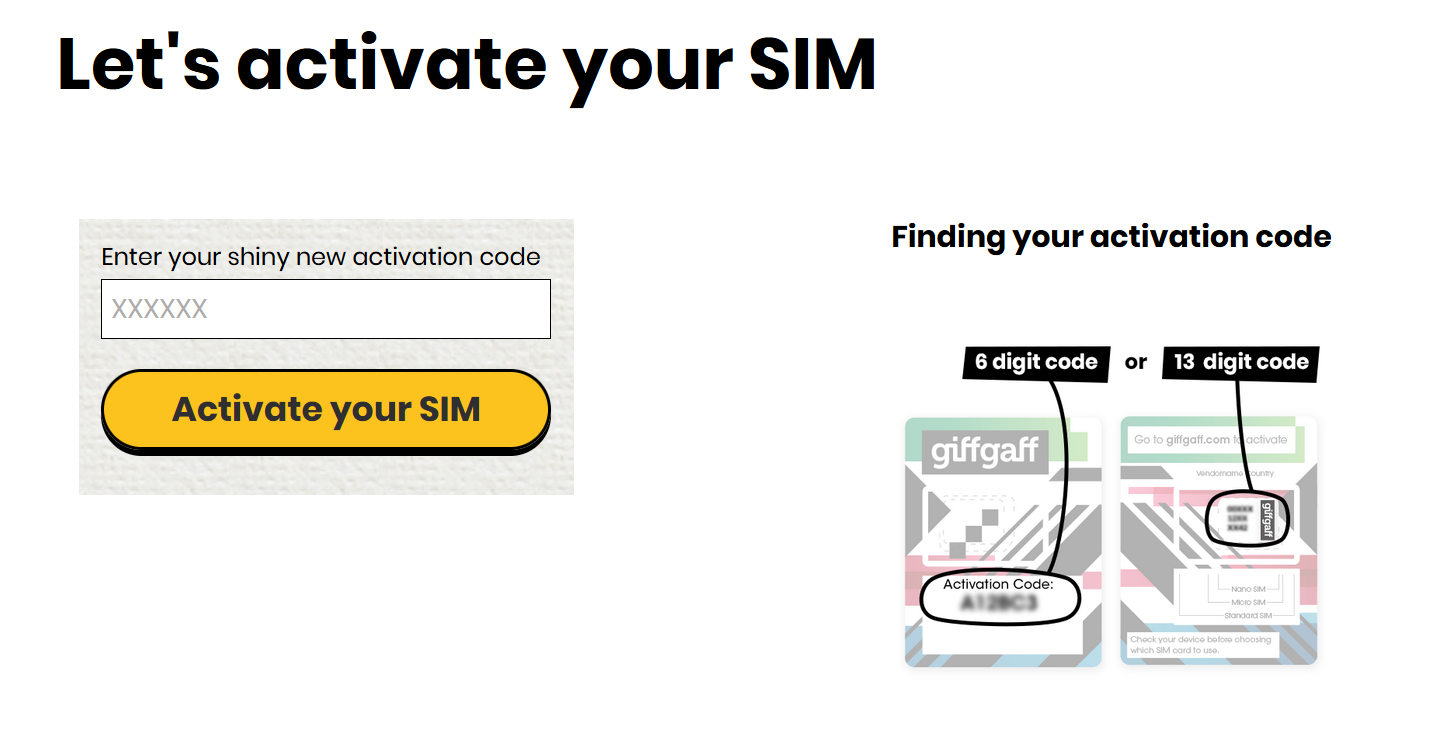 Let's activate your SIM
Enter your shiny new activation code
XXXXXX
Activate your SIM
Finding your activation code
6 digit code or 13 digit code
giffgaff
Activation Code:
A12BC3
Go to giffgaff.com to activate
Vendorname Country
giffgaff
Nano SIM
Micro SIM
Standard SIM
Check your device before choosing
which SIM card to use.